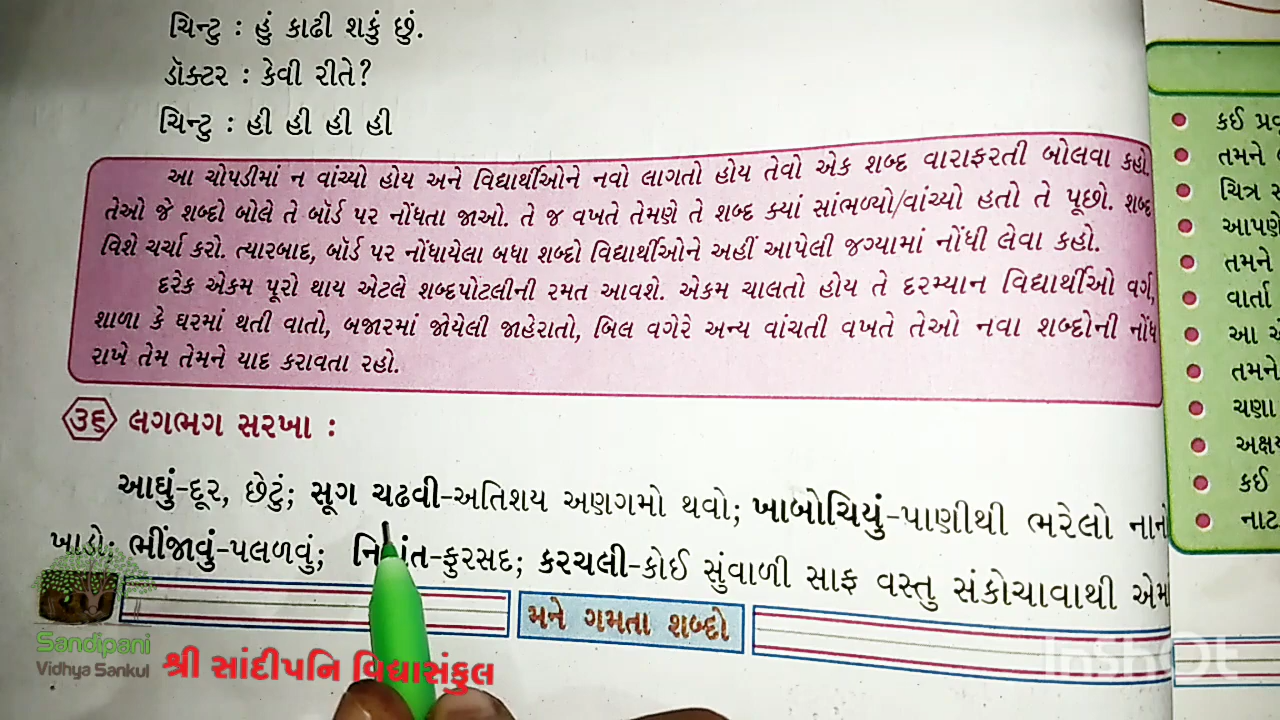 ચિન્ટુ : હું કાઢી શકું છું.
ડૉક્ટર : કેવી રીતે?
ચિન્ટુ : હી હી હી હી
આ ચોપડીમાં ન વાંચ્યો હોય અને વિદ્યાર્થીઓને નવો લાગતો હોય તેવો એક શબ્દ વારાફરતી બોલવા કહો.
તેઓ જે શબ્દો બોલે તે બૉર્ડ પર નોંધતા જાઓ. તે જ વખતે તેમણે તે શબ્દ ક્યાં સાંભળ્યો/વાંચ્યો હતો તે પૂછશે. શબ્દ
વિશે ચર્ચા કરો. ત્યારબાદ, બૉર્ડ પર નોંધાયેલા બધા શબ્દો વિદ્યાર્થીઓને અહીં આપેલી જગ્યામાં નોંધી લેવા કહો.
દરેક એકમ પૂરો થાય એટલે શબ્દપોટલીની રમત આવશે. એકમ ચાલતો હોય તે દરમ્યાન વિદ્યાર્થીઓ વર્ગ,
શાળા કે ઘરમાં થતી વાતો, બજારમાં જોયેલી જાહેરાતો, બિલ વગેરે અન્ય વાંચતી વખતે તેઓ નવા શબ્દોની નોંધ
રાખે તેમ તેમને યાદ કરાવતા રહો.
૩૬ લગભગ સરખા :
આઘું-દૂર, છેટું; સૂગ ચઢવી-અતિશય અણગમો થવો; ખાબોચિયું-પાણીથી ભરેલો નાનો
ખાડો; ભીંજાવું-પલળવું; -ફુરસદ; કરચલી-કોઈ સુંવાળી સાફ વસ્તુ સંકોચાવાથી એમાં
મને ગમતા શબ્દો
કઈ
તમને
ચિત્ર
આપણે
તમને
વાર્તા
આ
તમને
ચણા
કઈ
Sandipani
Vidhya Sankul
શ્રી સાંદીપનિ વિદ્યાસંકુલ
InshOt